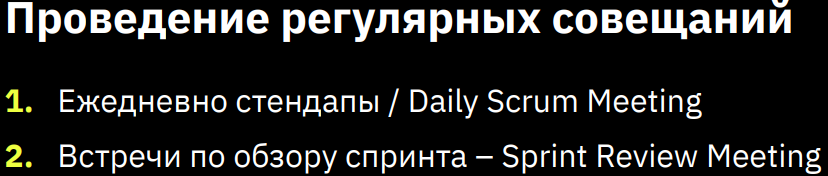 Проведение регулярных совещаний
1. Ежедневно стендапы / Daily Scrum Meeting
2. Встречи по обзору спринта – Sprint Review Meeting